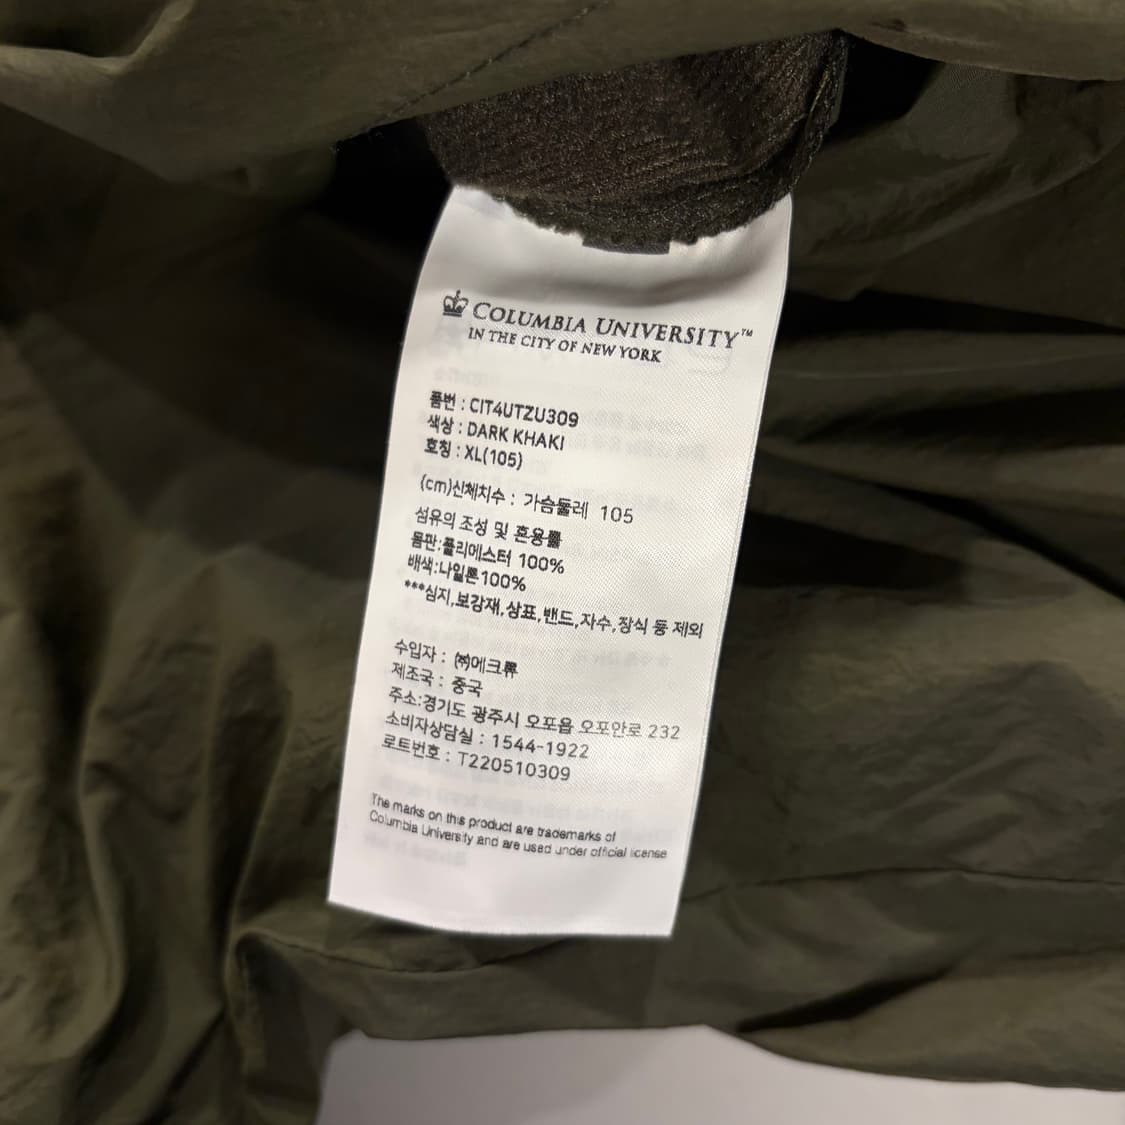 COLUMBIA UNIVERSITY™
IN THE CITY OF NEW YORK
품번 : CIT4UTZU309
색상 : DARK KHAKI
호칭 : XL(105)
(cm)신체치수 : 가슴둘레 105
섬유의 조성 및 혼용률
몸판:폴리에스터 100%
배색:나일론100%
***심지,보강재,상표,밴드,자수,장식 등 제외
수입자 : ㈜에크류
제조국 : 중국
주소:경기도 광주시 오포읍 오포안로 232
소비자상담실 : 1544-1922
로트번호 : T220510309
The marks on this product are trademarks of
Columbia University and are used under official license